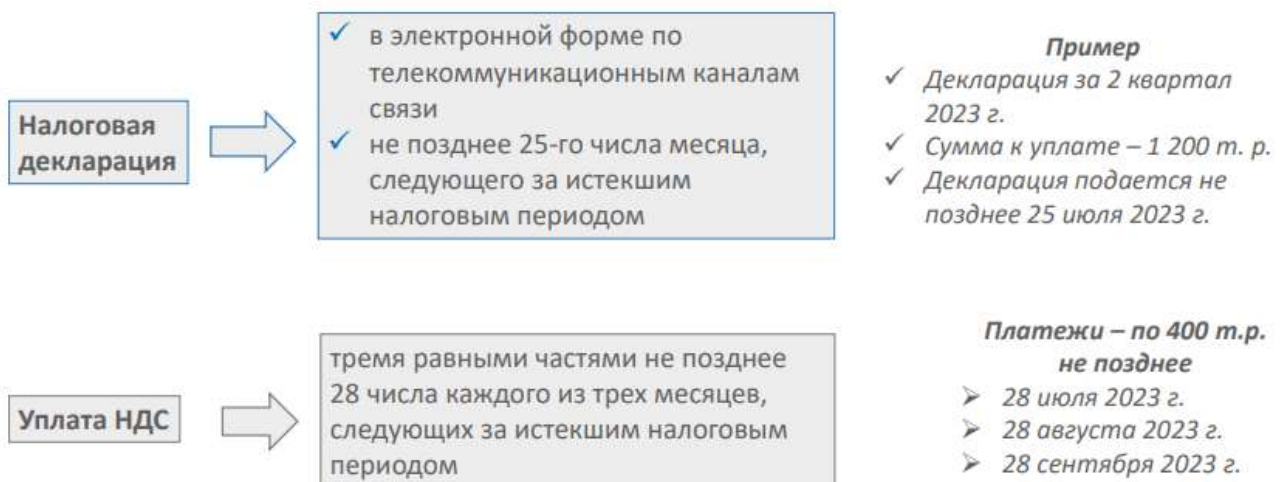 Налоговая
декларация
✓ в электронной форме по
телекоммуникационным каналам
связи
✓ не позднее 25-го числа месяца,
следующего за истекшим
налоговым периодом
Пример
✓ Декларация за 2 квартал
2023 г.
✓ Сумма к уплате – 1 200 т. р.
✓ Декларация подается не
позднее 25 июля 2023 г.
Уплата НДС
тремя равными частями не позднее
28 числа каждого из трех месяцев,
следующих за истекшим налоговым
периодом
Платежи – по 400 т.р.
не позднее
➢ 28 июля 2023 г.
➢ 28 августа 2023 г.
➢ 28 сентября 2023 г.